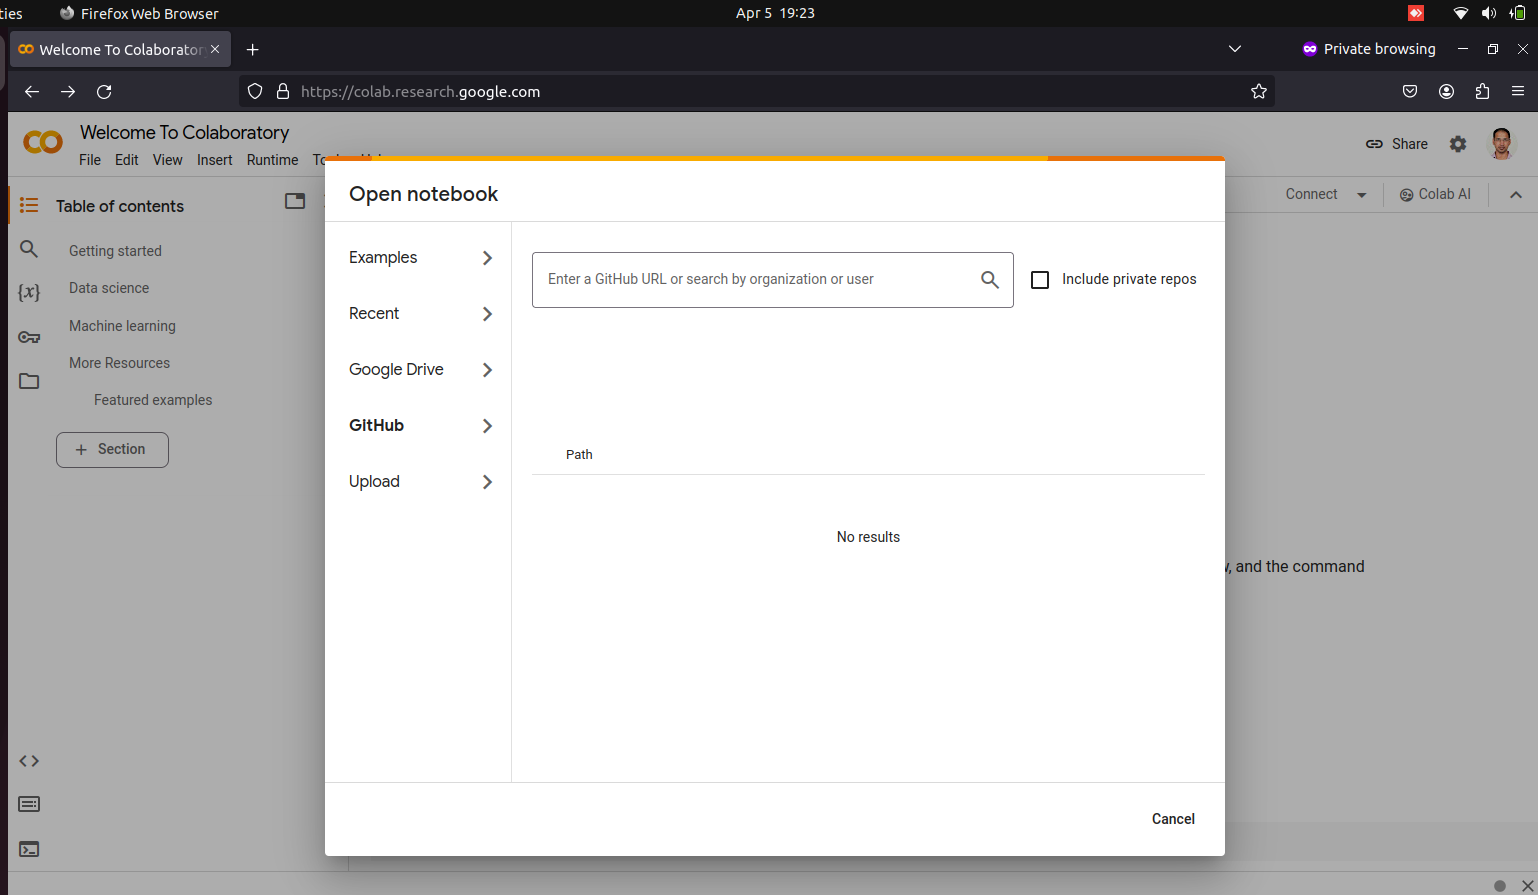 ties Firefox Web Browser Apr 5 19:23
Welcome To Colaboratory Private browsing
https://colab.research.google.com
Welcome To Colaboratory
File Edit View Insert Runtime
Share
Table of contents
Connect Colab AI
Getting started
Data science
{x}
Machine learning
More Resources
Featured examples
+ Section
Open notebook
Examples
Recent
Google Drive
GitHub
Upload
Enter a GitHub URL or search by organization or user
Include private repos
Path
No results
Cancel
, and the command